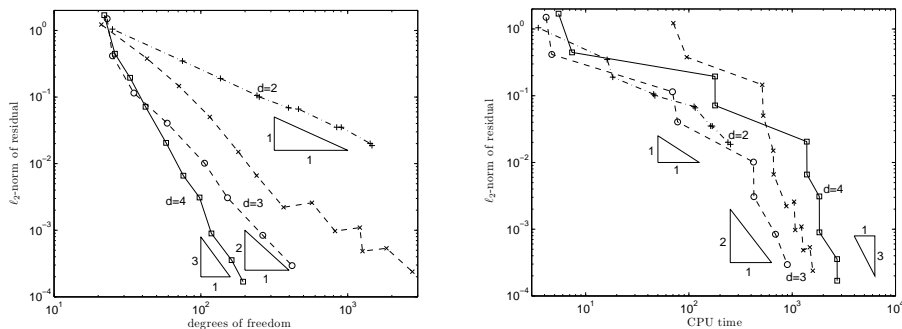 10^0
10^-1
10^-2
10^-3
10^-4
ℓ2-norm of residual
d=2
1
1
d=4
d=3
3
1
2
1
10^1
10^2
10^3
degrees of freedom
10^0
10^-1
10^-2
10^-3
10^-4
ℓ2-norm of residual
d=2
1
1
d=4
2
1
1
3
d=3
10^1
10^2
10^3
10^4
CPU time